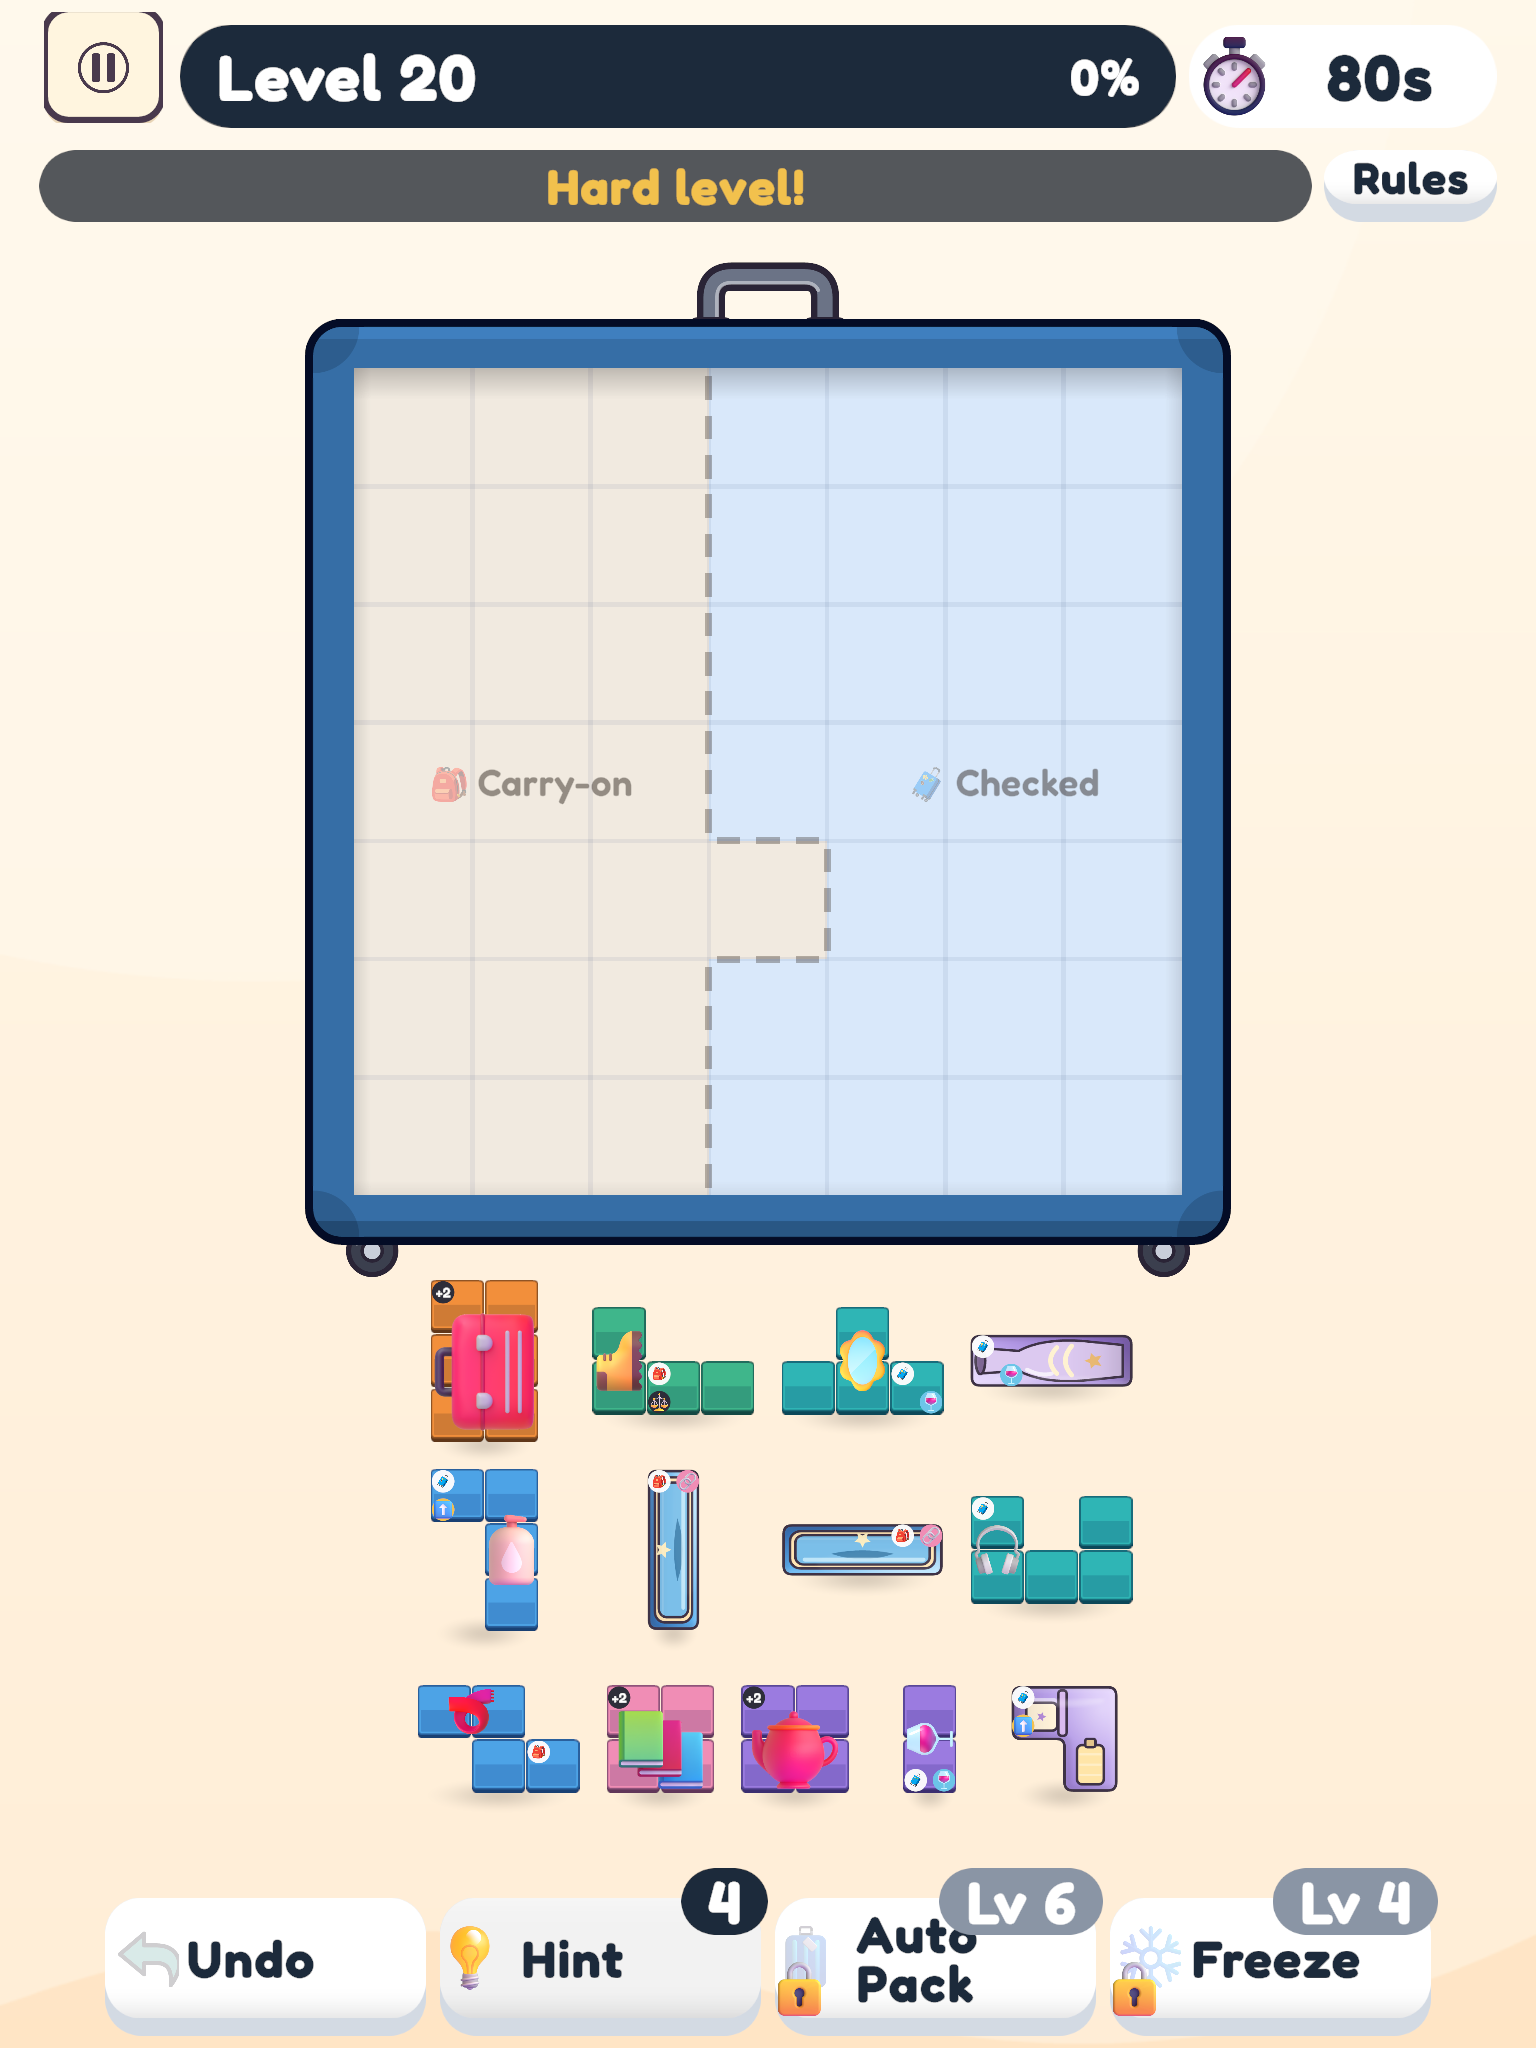 Level 20
0%
80s
Hard level!
Rules
Carry-on
Checked
+2
+2
+2
4
Lv 6
Lv 4
Undo
Hint
Auto
Pack
Freeze